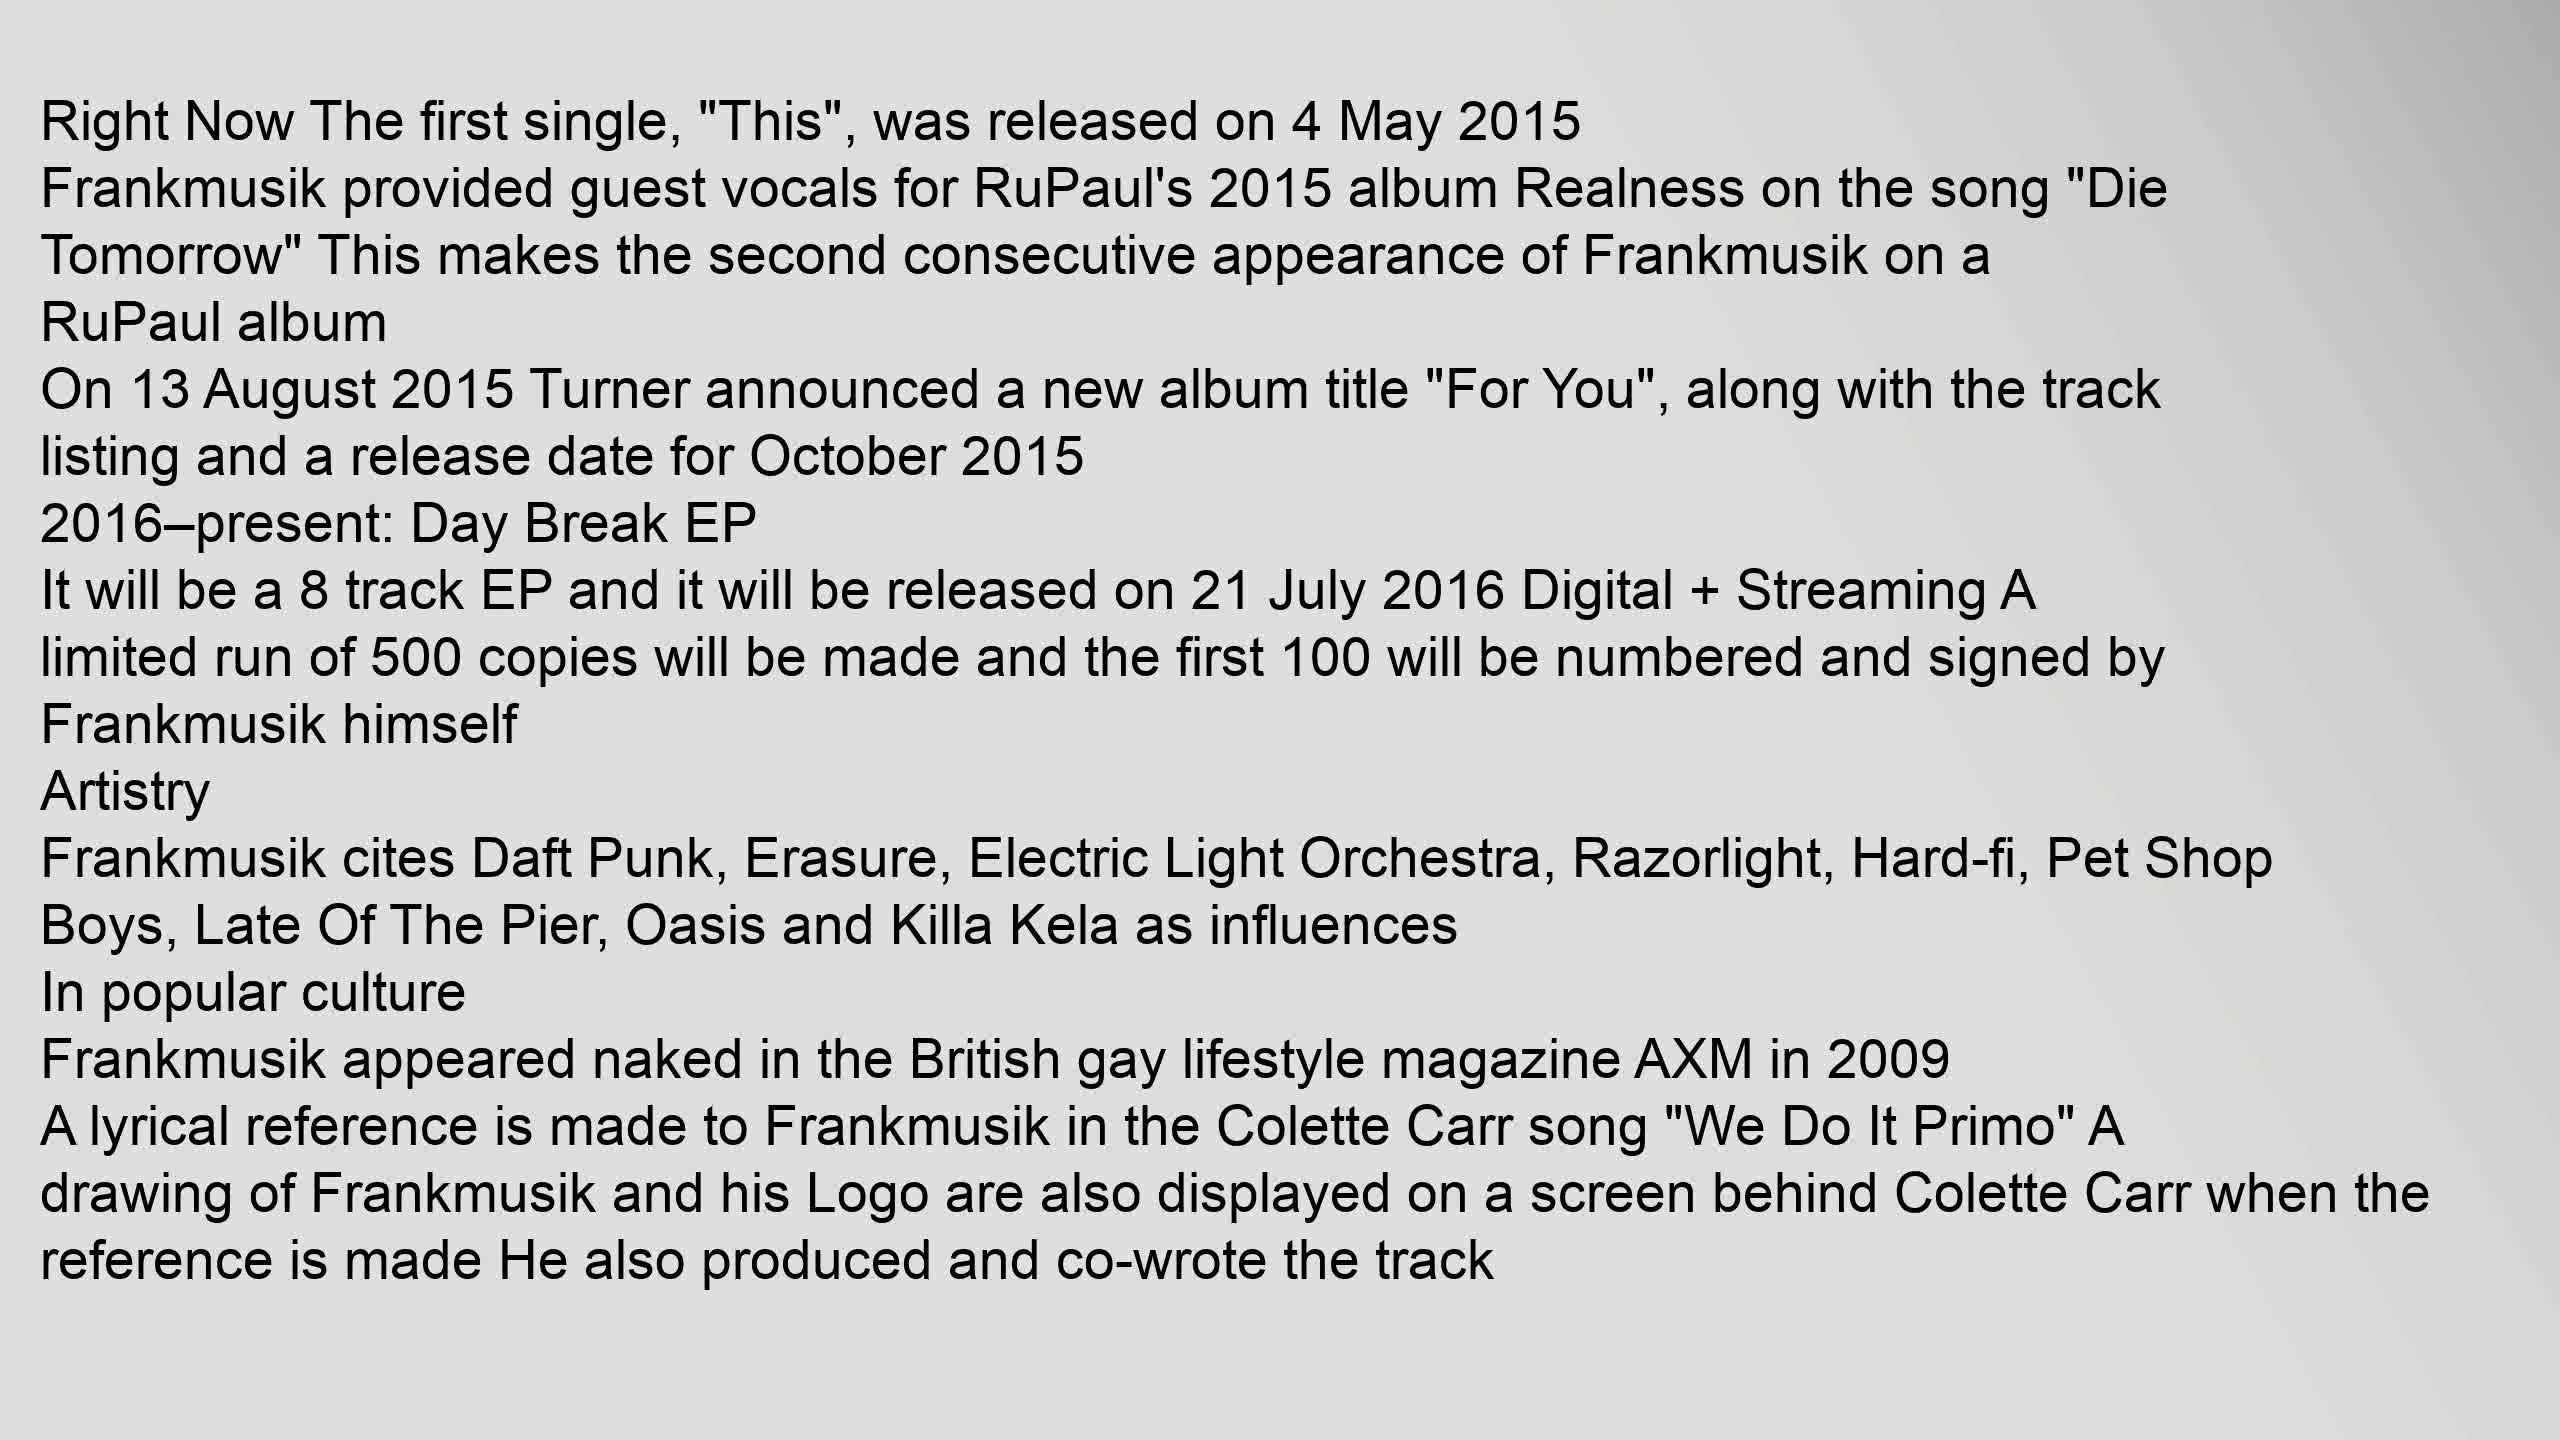 Right Now The first single, "This", was released on 4 May 2015
Frankmusik provided guest vocals for RuPaul's 2015 album Realness on the song "Die
Tomorrow" This makes the second consecutive appearance of Frankmusik on a
RuPaul album
On 13 August 2015 Turner announced a new album title "For You", along with the track
listing and a release date for October 2015
2016–present: Day Break EP
It will be a 8 track EP and it will be released on 21 July 2016 Digital + Streaming A
limited run of 500 copies will be made and the first 100 will be numbered and signed by
Frankmusik himself
Artistry
Frankmusik cites Daft Punk, Erasure, Electric Light Orchestra, Razorlight, Hard-fi, Pet Shop
Boys, Late Of The Pier, Oasis and Killa Kela as influences
In popular culture
Frankmusik appeared naked in the British gay lifestyle magazine AXM in 2009
A lyrical reference is made to Frankmusik in the Colette Carr song "We Do It Primo" A
drawing of Frankmusik and his Logo are also displayed on a screen behind Colette Carr when the
reference is made He also produced and co-wrote the track